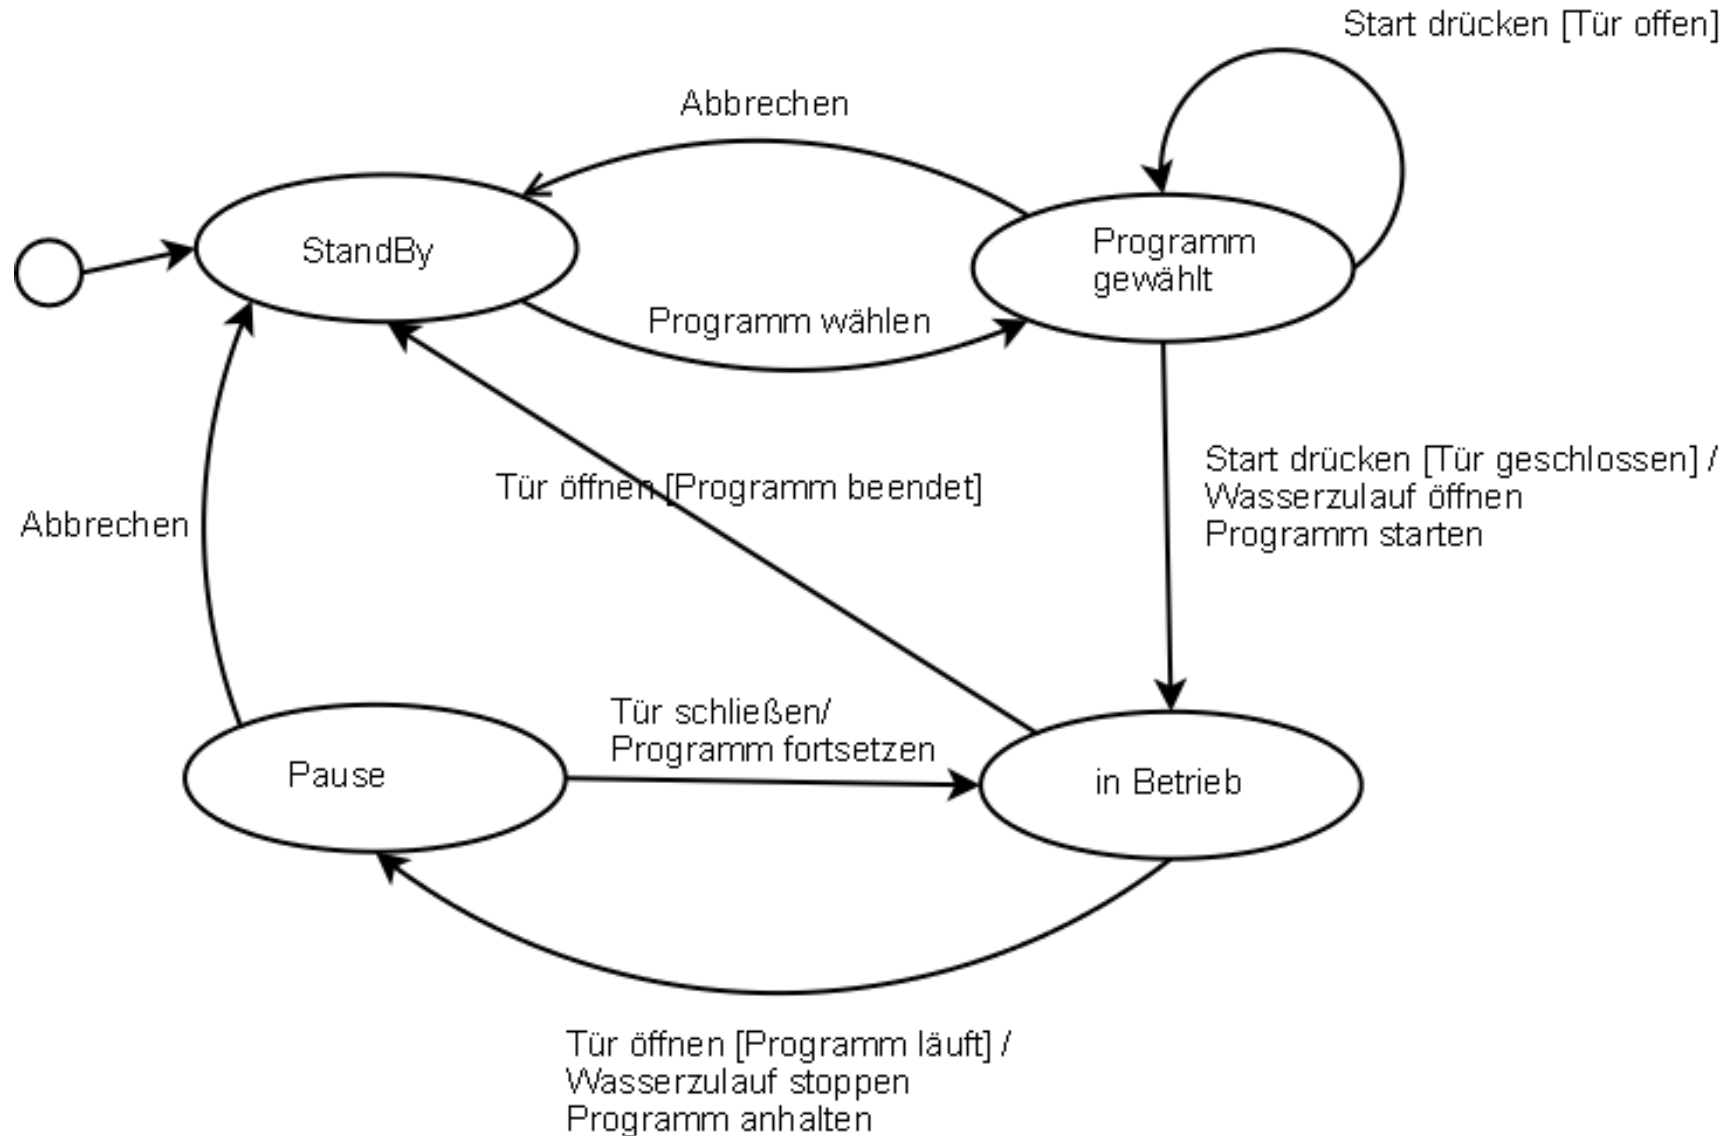 Start drücken [Tür offen]
Abbrechen
StandBy
Programm
gewählt
Programm wählen
Start drücken [Tür geschlossen] /
Wasserzulauf öffnen
Programm starten
Tür öffnen [Programm beendet]
Abbrechen
Tür schließen/
Programm fortsetzen
Pause
in Betrieb
Tür öffnen [Programm läuft] /
Wasserzulauf stoppen
Programm anhalten